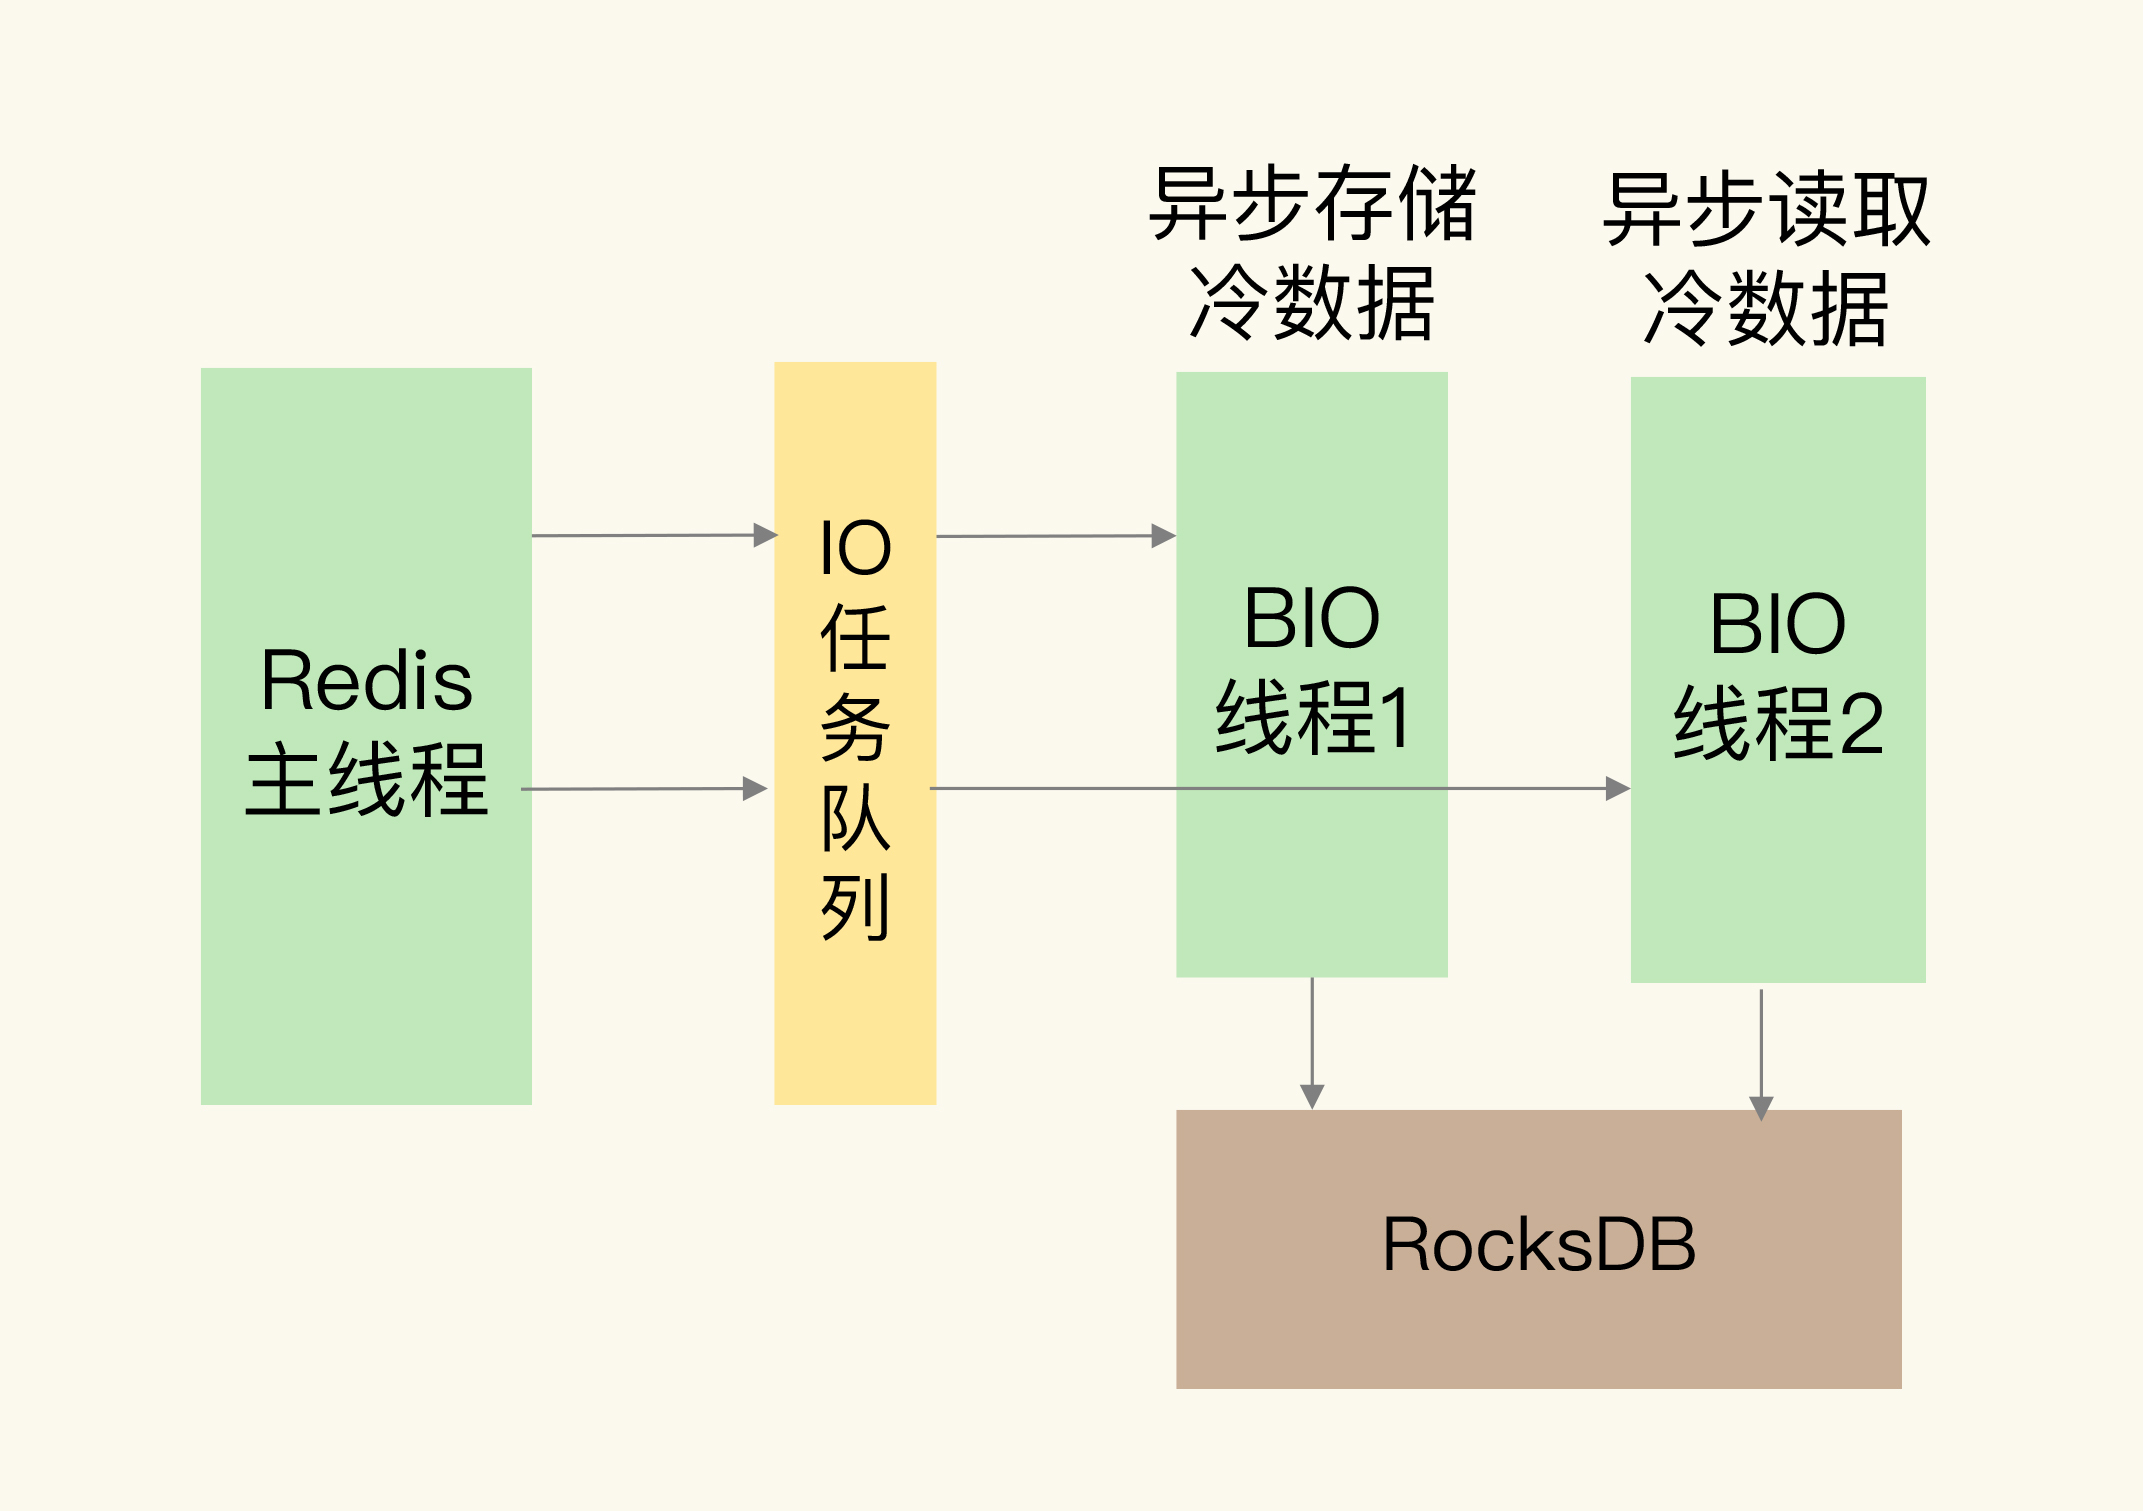 异步存储
冷数据
异步读取
冷数据
Redis
主线程
IO
任
务
队
列
BIO
线程1
BIO
线程2
RocksDB